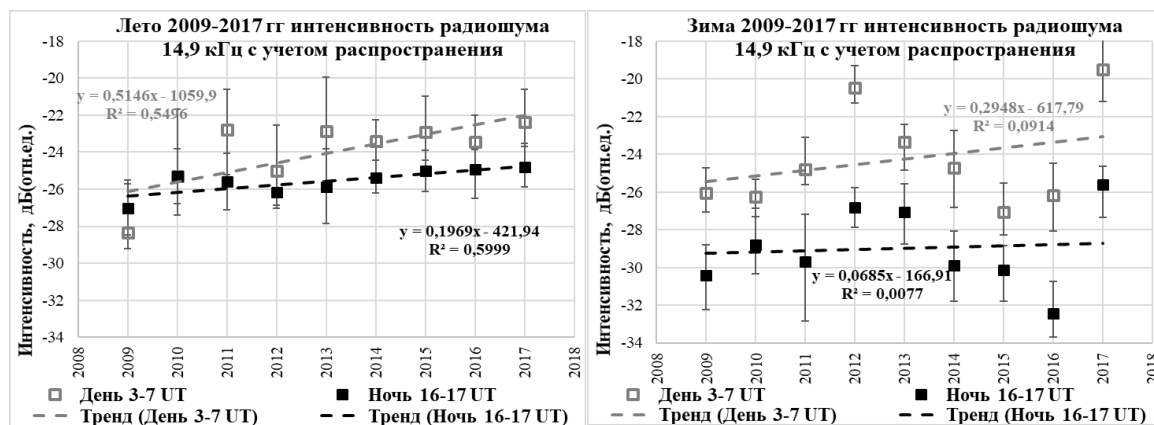 Лето 2009-2017 гг интенсивность радиошума
14,9 кГц с учетом распространения
Интенсивность, дБ(отн.ед.)
-18
-20
-22
-24
-26
-28
-30
-32
-34
y = 0,5146x - 1059,9
R² = 0,5496
y = 0,1969x - 421,94
R² = 0,5999
2008
2009
2010
2011
2012
2013
2014
2015
2016
2017
2018
День 3-7 UT
Ночь 16-17 UT
Тренд (День 3-7 UT)
Тренд (Ночь 16-17 UT)
Зима 2009-2017 гг интенсивность радиошума
14,9 кГц с учетом распространения
Интенсивность, дБ(отн.ед.)
-18
-20
-22
-24
-26
-28
-30
-32
-34
y = 0,2948x - 617,79
R² = 0,0914
y = 0,0685x - 166,91
R² = 0,0077
2008
2009
2010
2011
2012
2013
2014
2015
2016
2017
2018
День 3-7 UT
Ночь 16-17 UT
Тренд (День 3-7 UT)
Тренд (Ночь 16-17 UT)